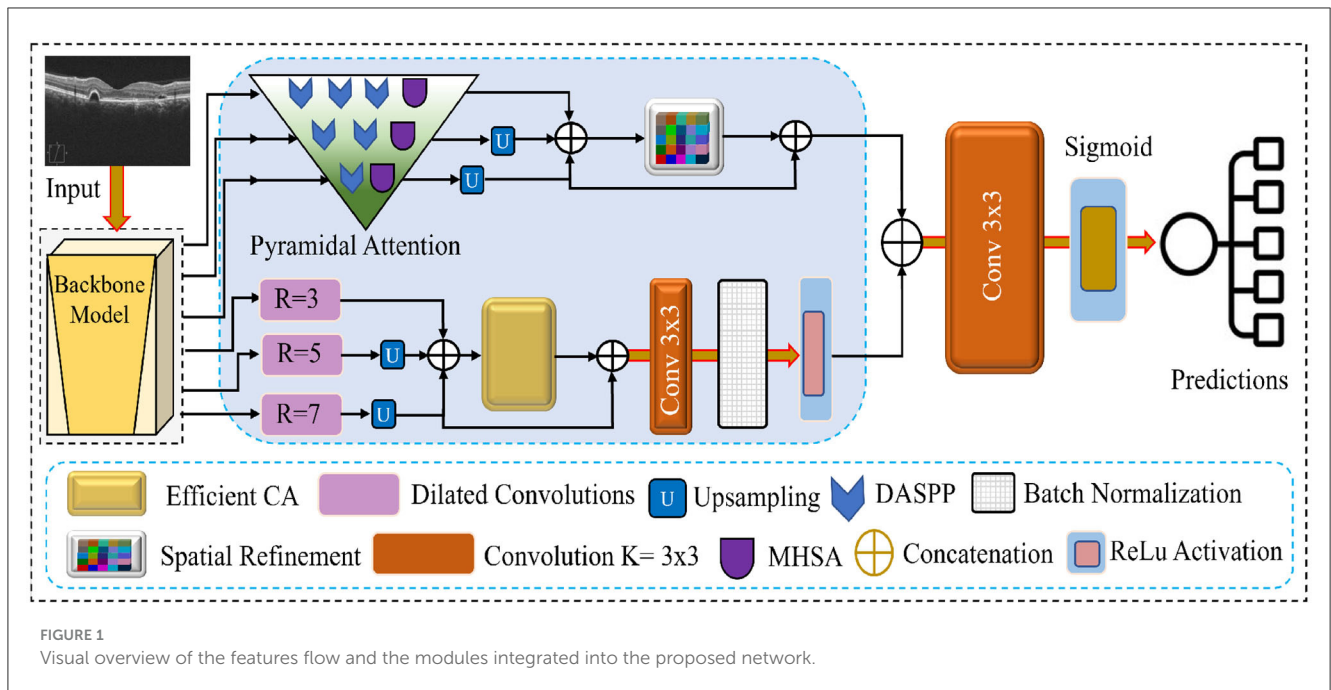 Input
Backbone
Model
Pyramidal Attention
U
U
R=3
R=5
R=7
U
U
Conv 3x3
Conv 3x3
Sigmoid
Predictions
Efficient CA
Dilated Convolutions
U
Upsampling
DASPP
Batch Normalization
Spatial Refinement
Convolution K= 3x3
MHSA
Concatenation
ReLu Activation
FIGURE 1
Visual overview of the features flow and the modules integrated into the proposed network.